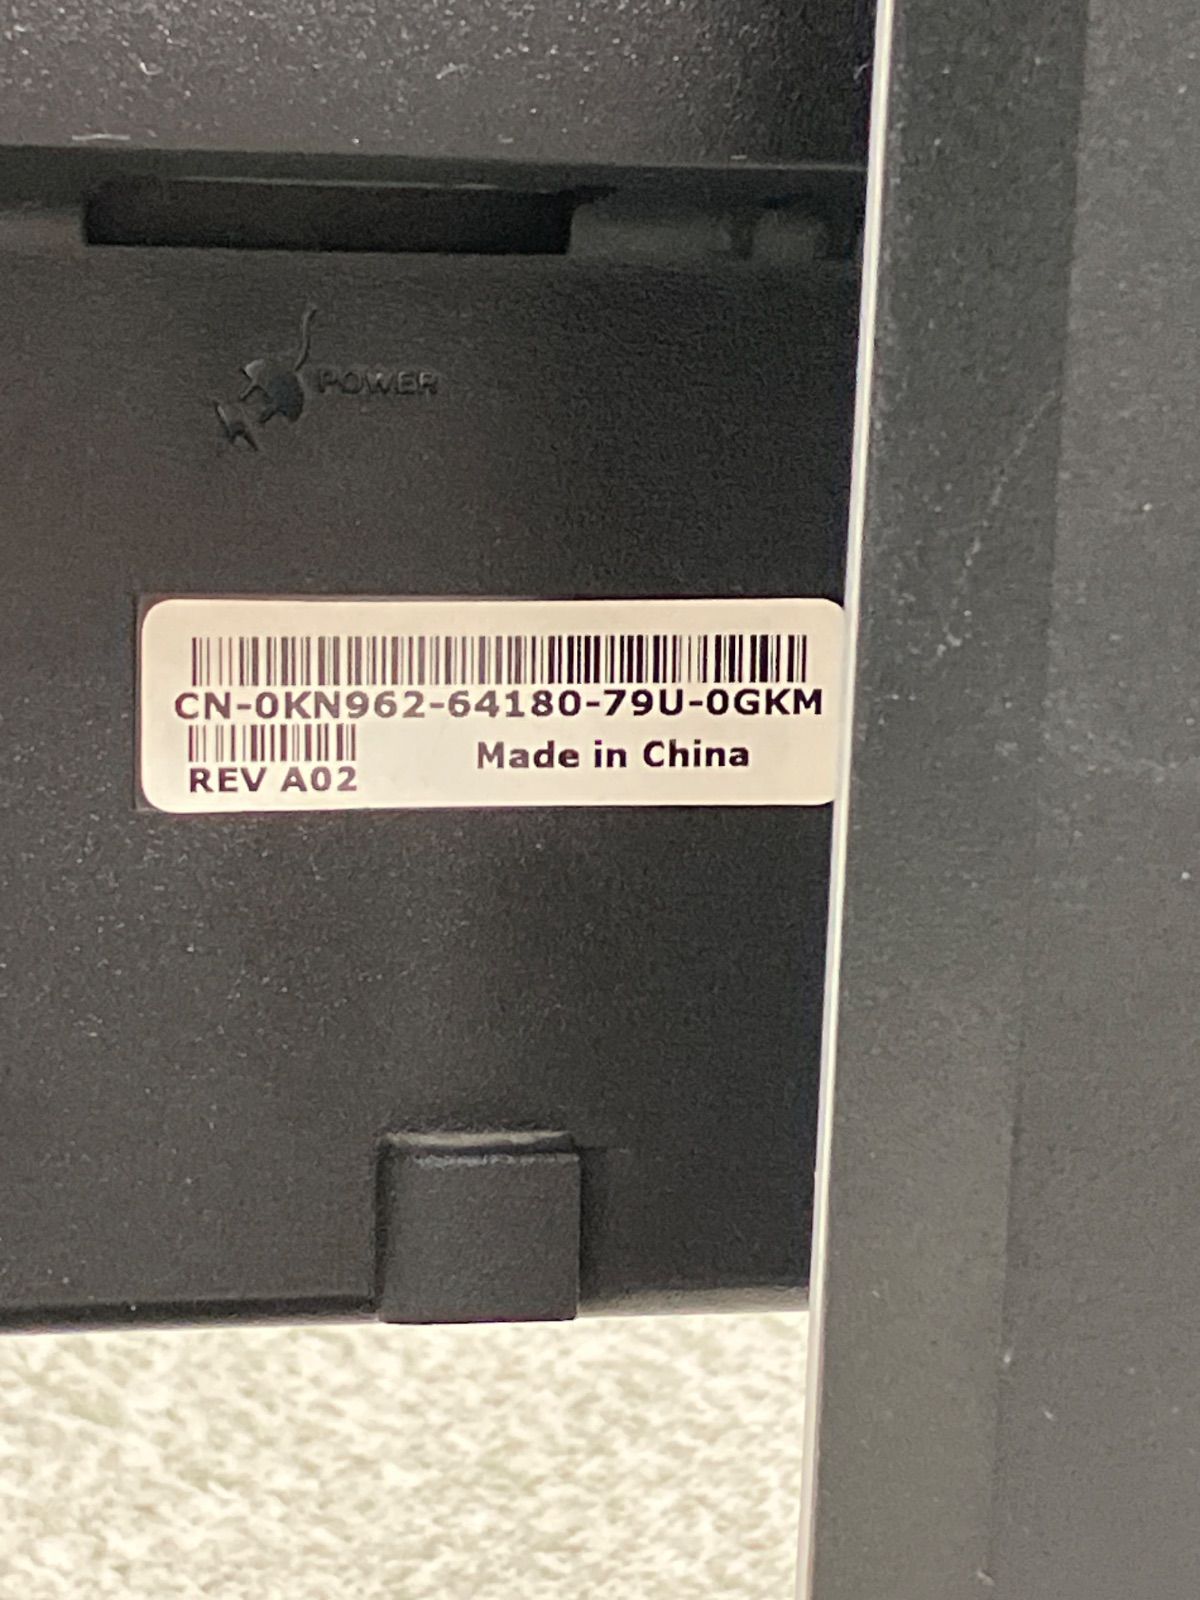 POWER
CN-0KN962-64180-79U-0GKM
REV A02
Made in China